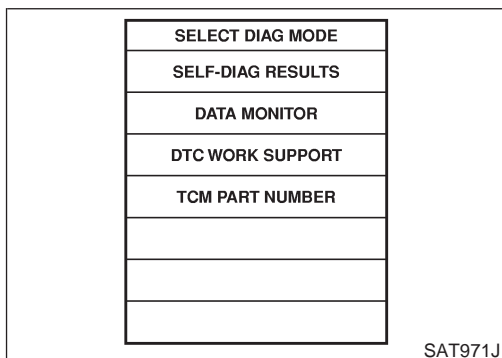 SELECT DIAG MODE
SELF-DIAG RESULTS
DATA MONITOR
DTC WORK SUPPORT
TCM PART NUMBER
SAT971J